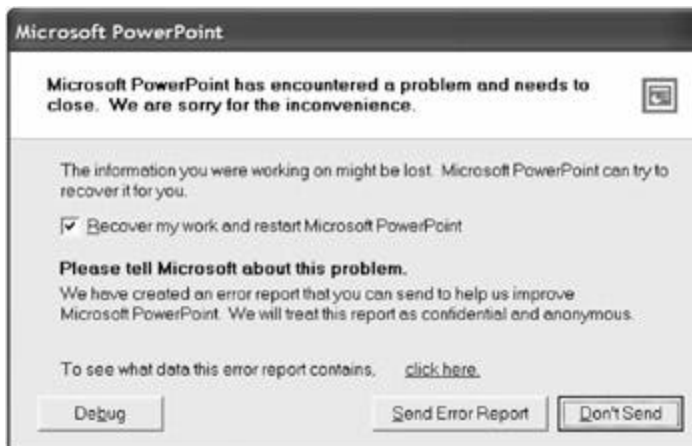 Microsoft PowerPoint
Microsoft PowerPoint has encountered a problem and needs to
close. We are sorry for the inconvenience.
The information you were working on might be lost. Microsoft PowerPoint can try to
recover it for you.
Recover my work and restart Microsoft PowerPoint
Please tell Microsoft about this problem.
We have created an error report that you can send to help us improve
Microsoft PowerPoint. We will treat this report as confidential and anonymous.
To see what data this error report contains, click here.
Debug Send Error Report Don't Send